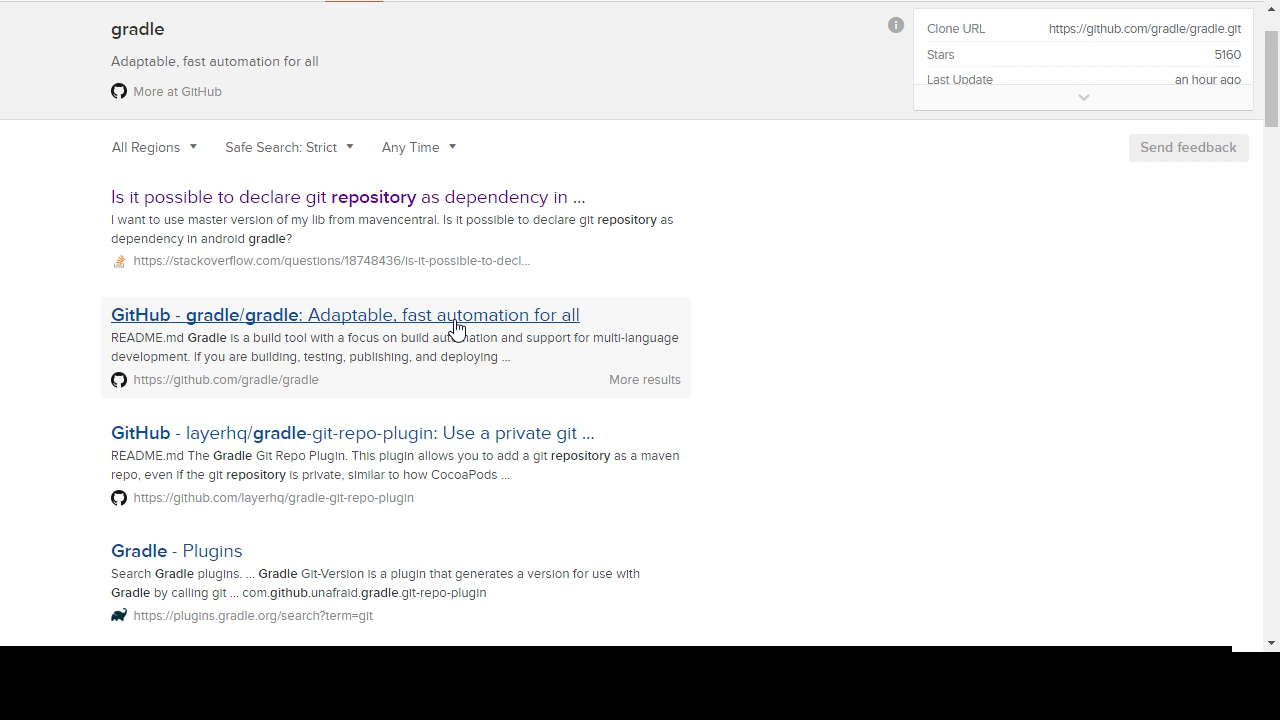 gradle
Adaptable, fast automation for all
More at GitHub
Clone URL https://github.com/gradle/gradle.git
Stars 5160
Last Update an hour ago
All Regions Safe Search: Strict Any Time Send feedback
Is it possible to declare git repository as dependency in ...
I want to use master version of my lib from mavencentral. Is it possible to declare git repository as
dependency in android gradle?
https://stackoverflow.com/questions/18748436/is-it-possible-to-decl...
GitHub - gradle/gradle: Adaptable, fast automation for all
README.md Gradle is a build tool with a focus on build automation and support for multi-language
development. If you are building, testing, publishing, and deploying ...
https://github.com/gradle/gradle More results
GitHub - layerhq/gradle-git-repo-plugin: Use a private git ...
README.md The Gradle Git Repo Plugin. This plugin allows you to add a git repository as a maven
repo, even if the git repository is private, similar to how CocoaPods ...
https://github.com/layerhq/gradle-git-repo-plugin
Gradle - Plugins
Search Gradle plugins. ... Gradle Git-Version is a plugin that generates a version for use with
Gradle by calling git ... com.github.unafraid.gradle.git-repo-plugin
https://plugins.gradle.org/search?term=git